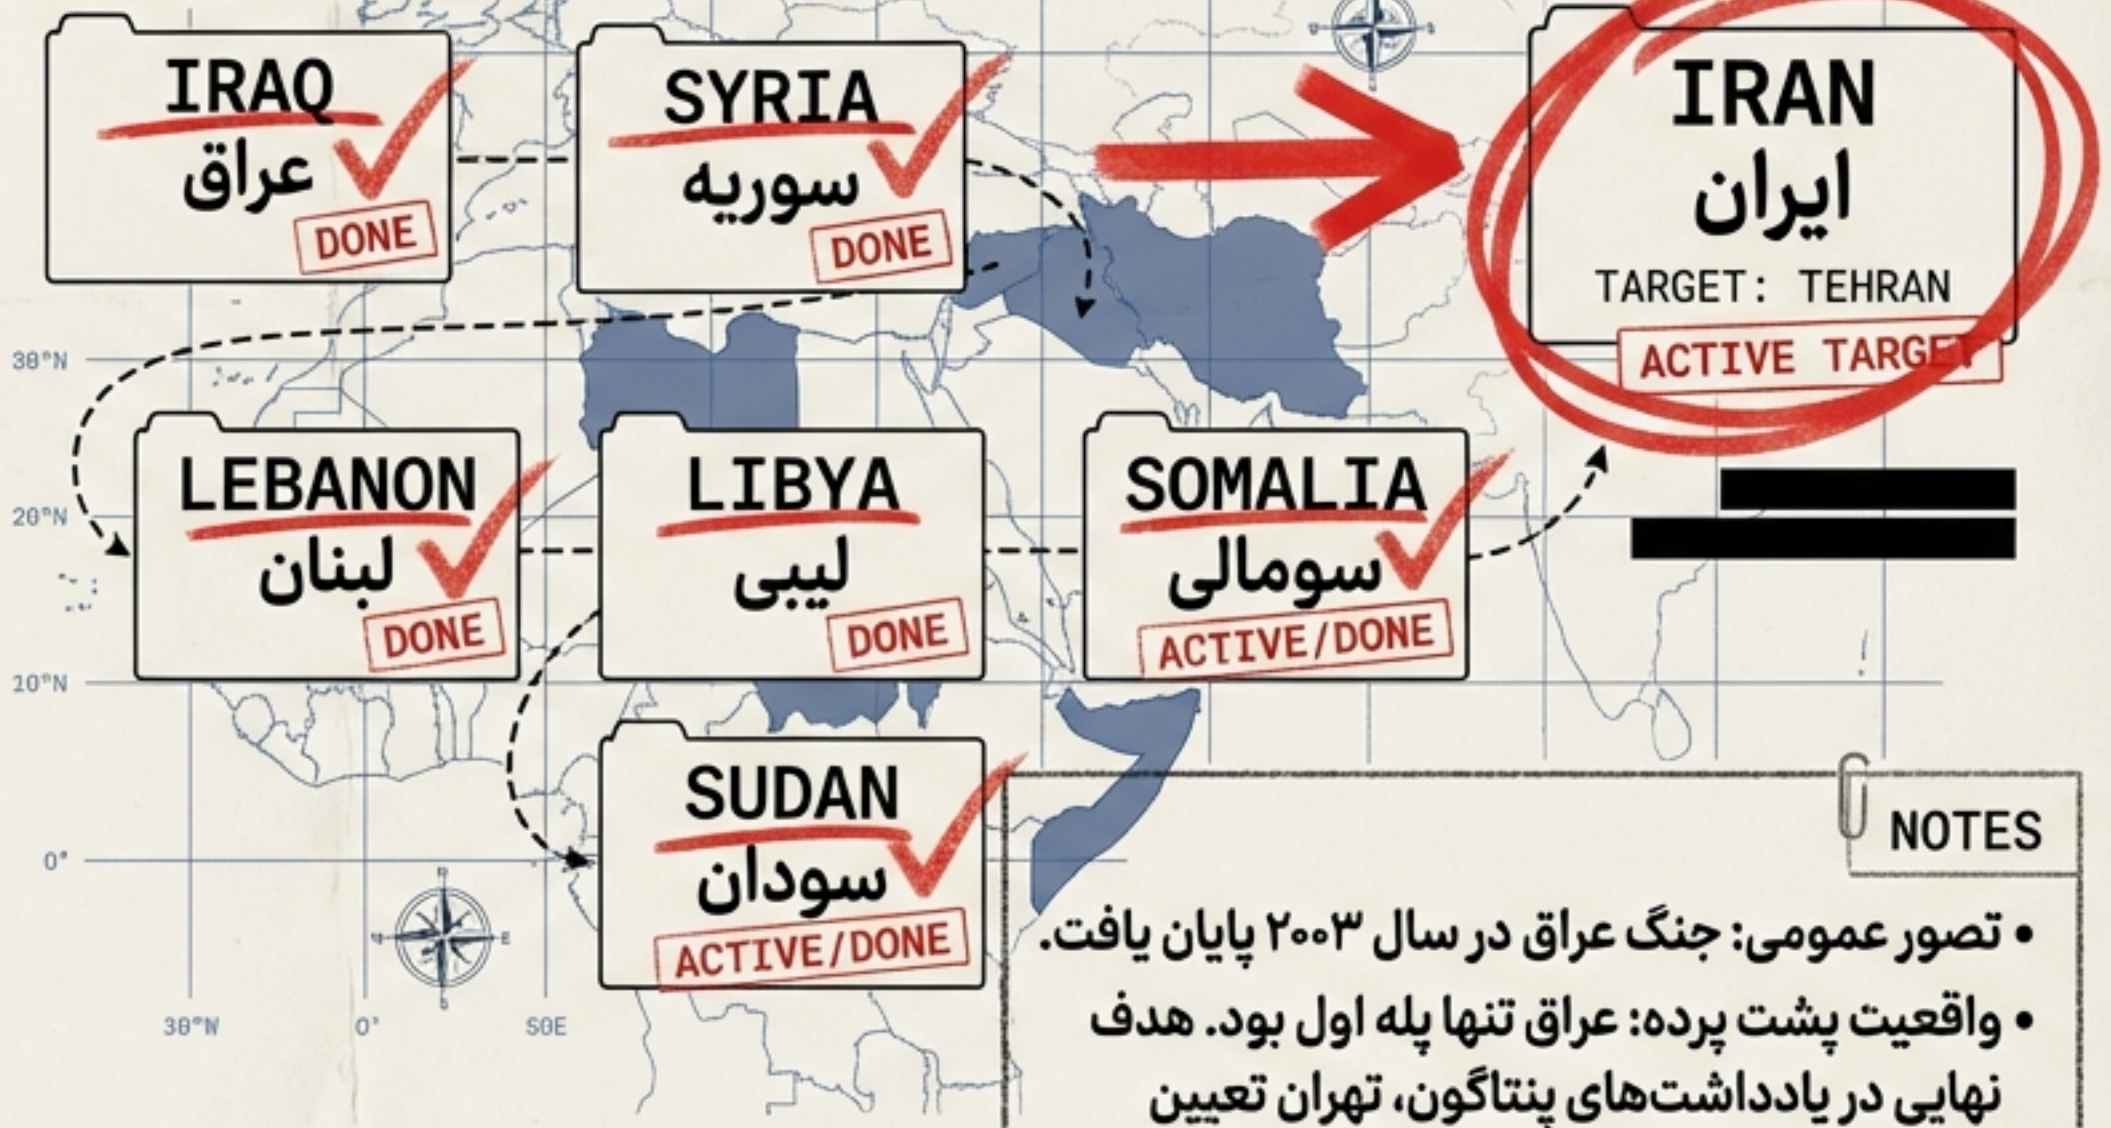 IRAQ
عراق
DONE
SYRIA
سوریه
DONE
IRAN
ایران
TARGET: TEHRAN
ACTIVE TARGET
30°N
20°N
LEBANON
لبنان
DONE
LIBYA
لیبی
DONE
SOMALIA
سومالی
ACTIVE/DONE
10°N
SUDAN
سودان
ACTIVE/DONE
0°
E
30°N
0°
50E
NOTES
• تصور عمومی: جنگ عراق در سال ۲۰۰۳ پایان یافت.
• واقعیت پشت پرده: عراق تنها پله اول بود. هدف
نهایی در یادداشت‌های پنتاگون، تهران تعیین